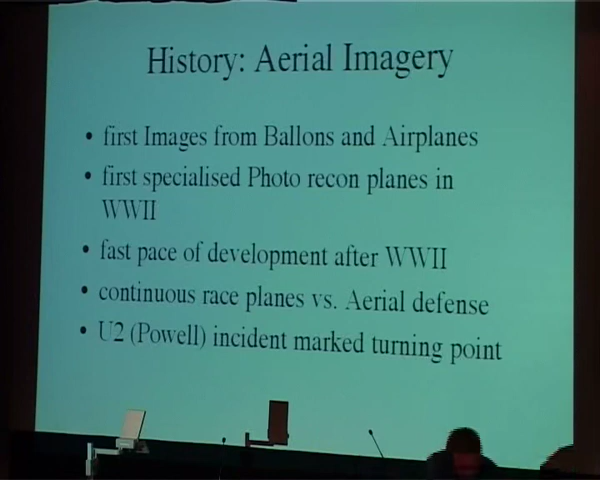 History: Aerial Imagery
• first Images from Ballons and Airplanes
• first specialised Photo recon planes in
WWII
• fast pace of development after WWII
• continuous race planes vs. Aerial defense
• U2 (Powell) incident marked turning point